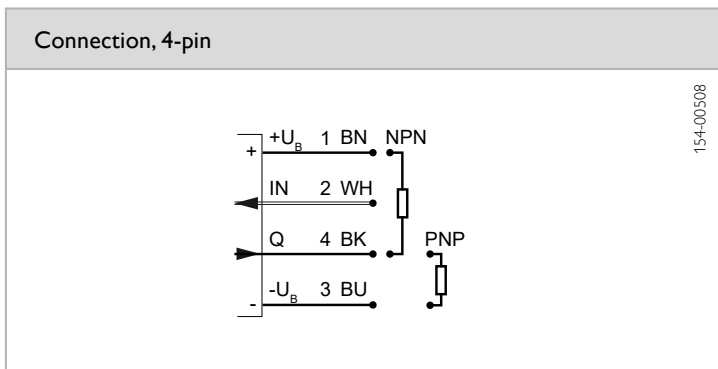 Connection, 4-pin
154-00508
+ +U_B 1 BN NPN
IN 2 WH
Q 4 BK PNP
- -U_B 3 BU